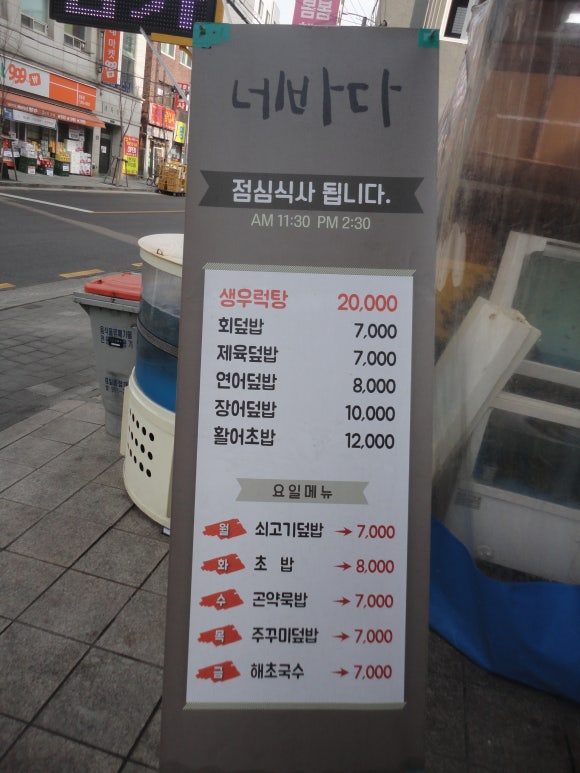 네바다
점심식사 됩니다.
AM 11:30 PM 2:30
생우럭탕 20,000
회덮밥 7,000
제육덮밥 7,000
연어덮밥 8,000
장어덮밥 10,000
활어초밥 12,000
요일메뉴
월 쇠고기덮밥 → 7,000
화 초 밥 → 8,000
수 곤약묵밥 → 7,000
목 주꾸미덮밥 → 7,000
금 해초국수 → 7,000
999